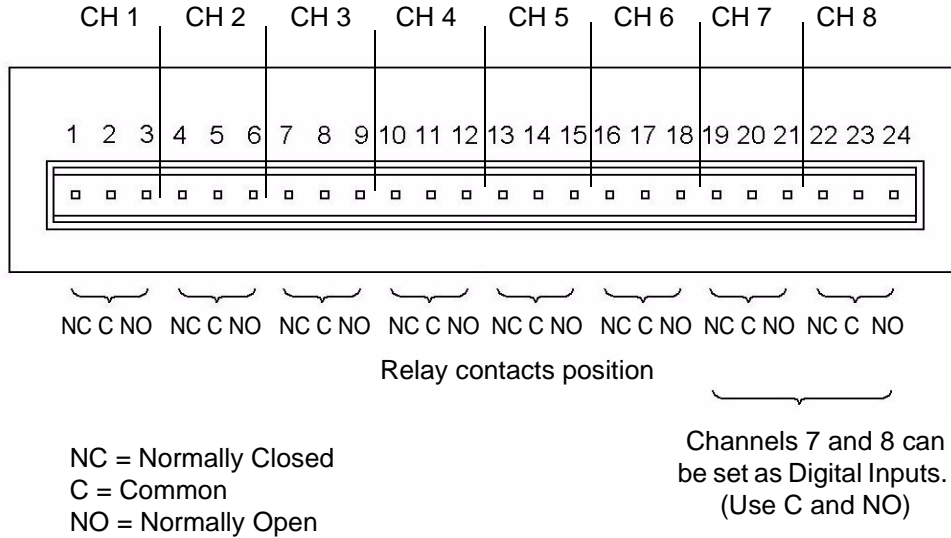 CH 1 CH 2 CH 3 CH 4 CH 5 CH 6 CH 7 CH 8
1 2 3 4 5 6 7 8 9 10 11 12 13 14 15 16 17 18 19 20 21 22 23 24
NC C NO NC C NO NC C NO NC C NO NC C NO NC C NO NC C NO NC C NO
Relay contacts position
NC = Normally Closed
C = Common
NO = Normally Open
Channels 7 and 8 can
be set as Digital Inputs.
(Use C and NO)